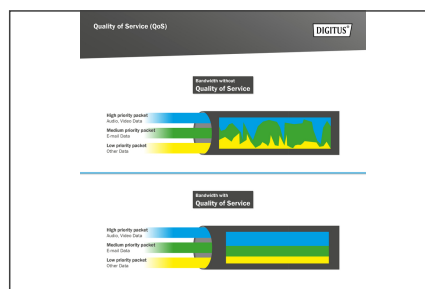 Quality of Service (QoS)
DIGITUS®
Bandwidth without
Quality of Service
High priority packet
Audio, Video Data
Medium priority packet
E-mail Data
Low priority packet
Other Data
Bandwidth with
Quality of Service
High priority packet
Audio, Video Data
Medium priority packet
E-mail Data
Low priority packet
Other Data